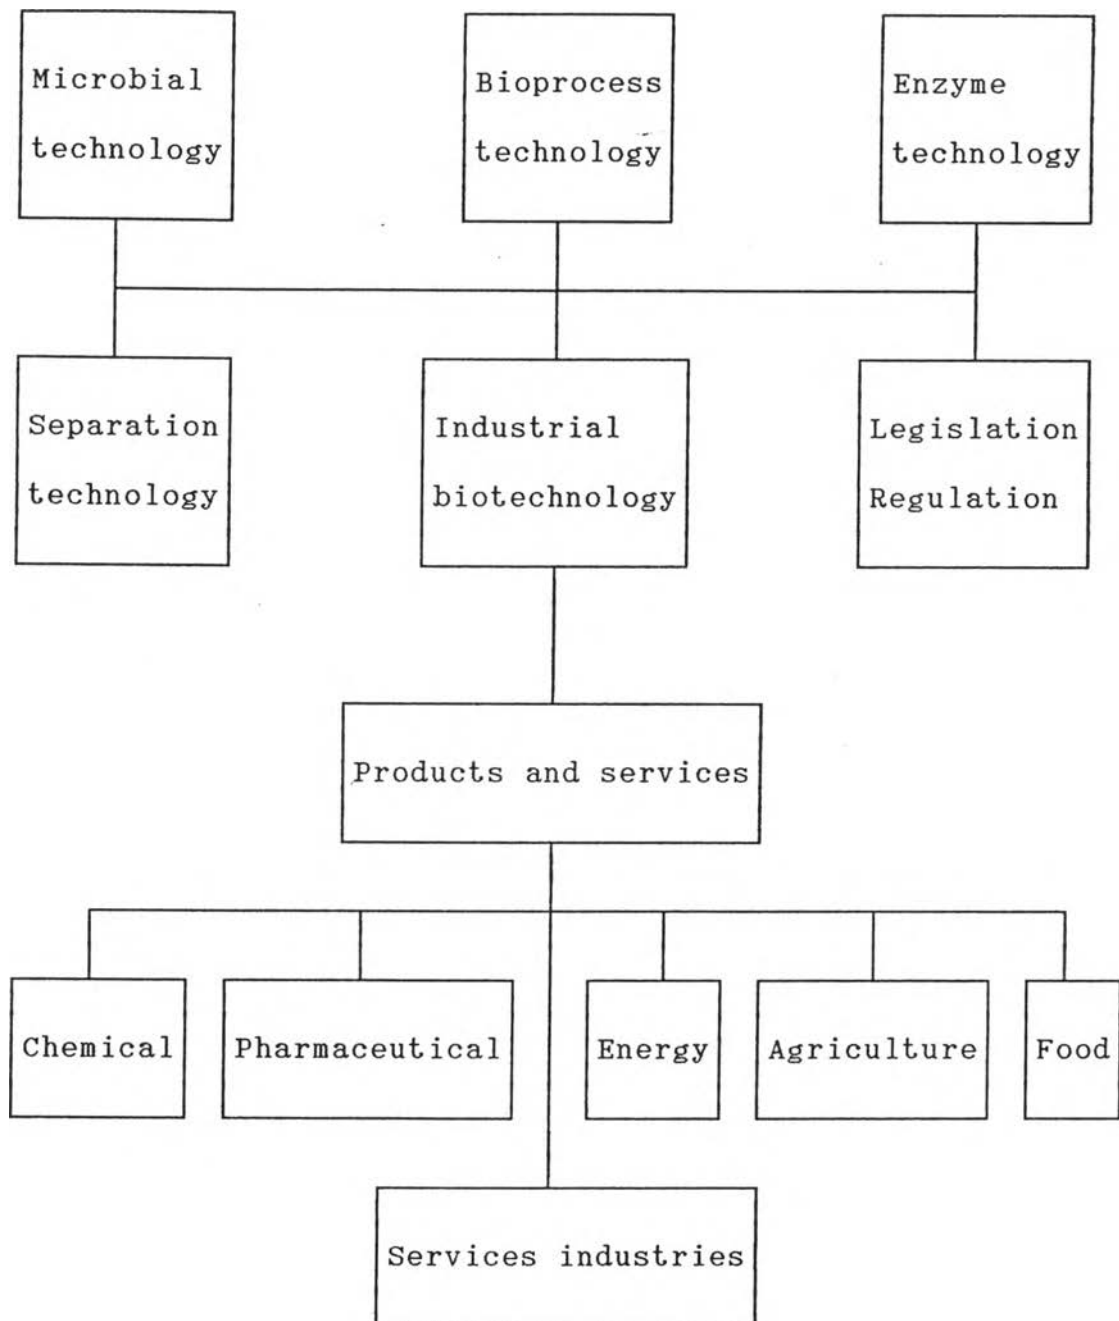 Microbial
technology
Bioprocess
technology
Enzyme
technology
Separation
technology
Industrial
biotechnology
Legislation
Regulation
Products and services
Chemical
Pharmaceutical
Energy
Agriculture
Food
Services industries